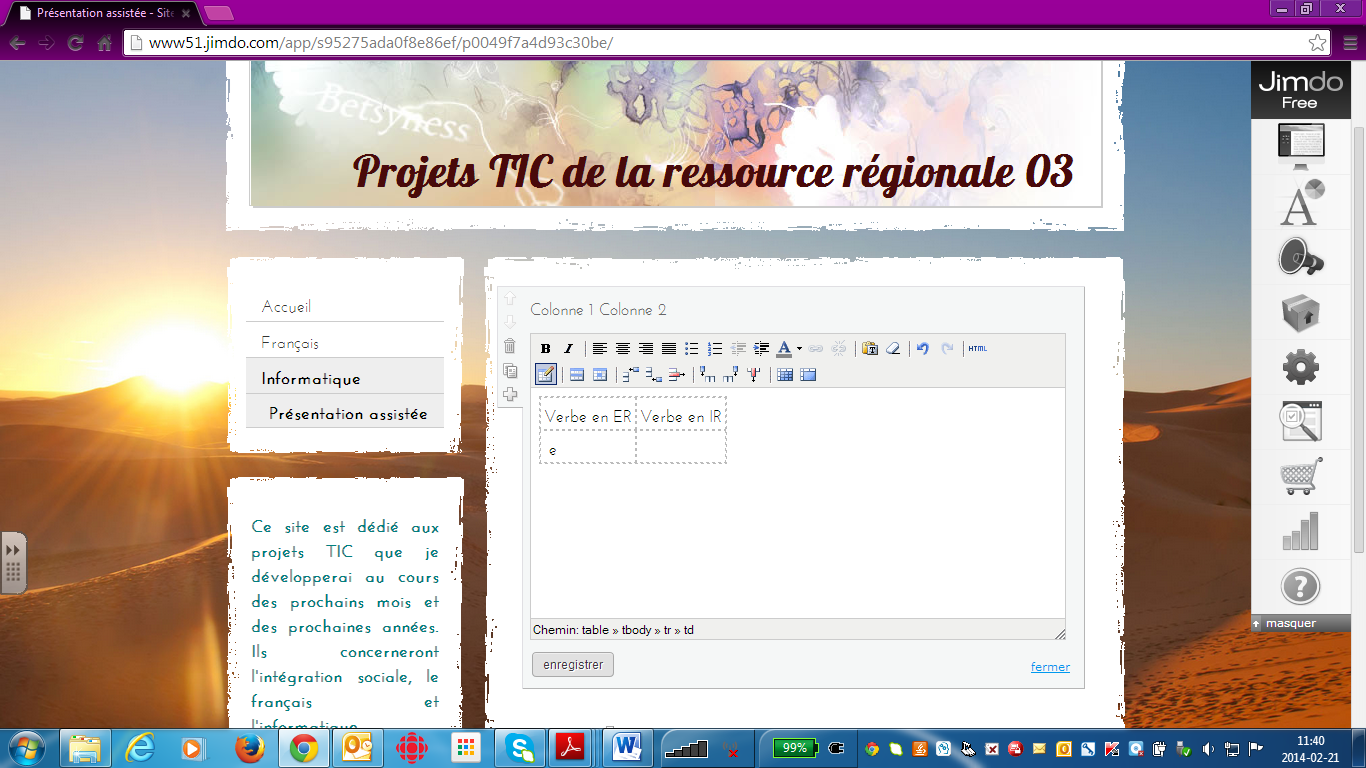 Présentation assistée - Site
www51.jimdo.com/app/s95275ada0f8e86ef/p0049f7a4d93c30be/
Betsyness
Projets TIC de la ressource régionale 03
Jimdo
Free
Accueil
Français
Informatique
Présentation assistée
Ce site est dédié aux
projets TIC que je
développerai au cours
des prochains mois et
des prochaines années.
Ils concerneront
l'intégration sociale, le
français et
l'informatique
Colonne 1 Colonne 2
B I A HTML
Verbe en ER Verbe en IR
e
Chemin: table » tbody » tr » td
enregistrer
fermer
masquer
99%
11:40
2014-02-21